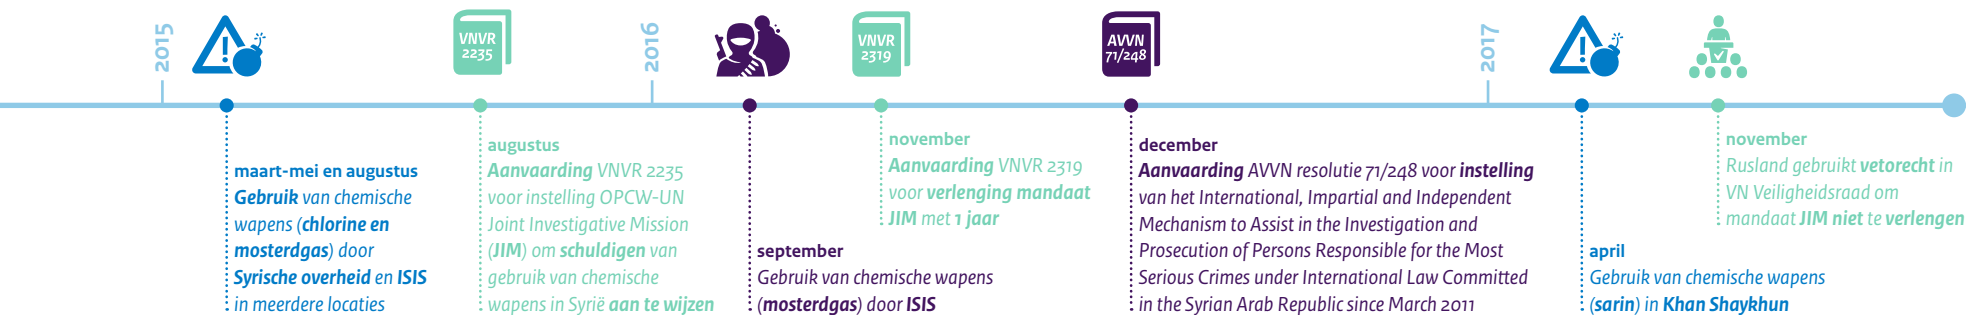 2015
maart-mei en augustus
Gebruik van chemische
wapens (chlorine en
mosterdgas) door
Syrische overheid en ISIS
in meerdere locaties
VNVR
2235
augustus
Aanvaarding VNVR 2235
voor instelling OPCW-UN
Joint Investigative Mission
(JIM) om schuldigen van
gebruik van chemische
wapens in Syrië aan te wijzen
2016
september
Gebruik van chemische wapens
(mosterdgas) door ISIS
VNVR
2319
november
Aanvaarding VNVR 2319
voor verlenging mandaat
JIM met 1 jaar
AVVN
71/248
december
Aanvaarding AVVN resolutie 71/248 voor instelling
van het International, Impartial and Independent
Mechanism to Assist in the Investigation and
Prosecution of Persons Responsible for the Most
Serious Crimes under International Law Committed
in the Syrian Arab Republic since March 2011
2017
april
Gebruik van chemische wapens
(sarin) in Khan Shaykhun
november
Rusland gebruikt vetorecht in
VN Veiligheidsraad om
mandaat JIM niet te verlengen